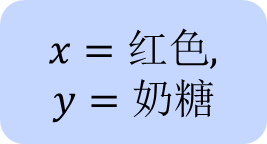 x = 红色,
y = 奶糖